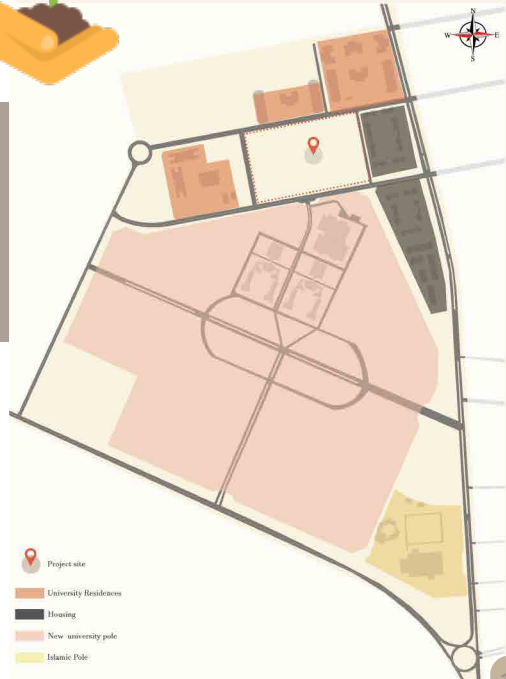 N
W E
S
Project site
University Residences
Housing
New university pole
Islamic Pole